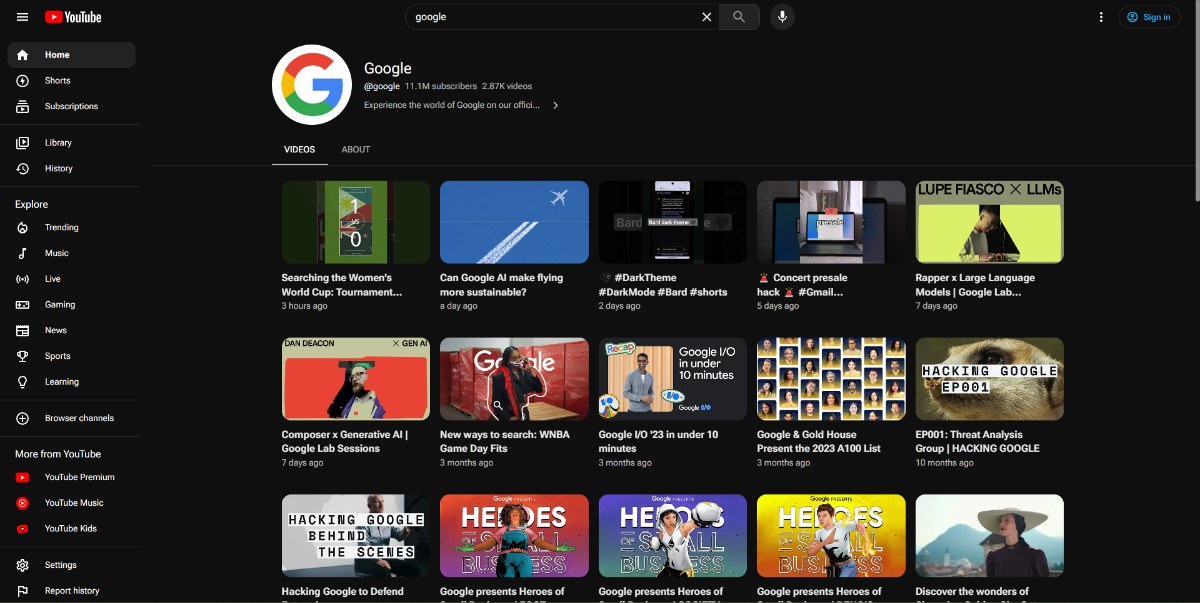 YouTube
google
Sign in
Home
Shorts
Subscriptions
Library
History
Explore
Trending
Music
Live
Gaming
News
Sports
Learning
Browser channels
More from YouTube
YouTube Premium
YouTube Music
YouTube Kids
Settings
Report history
Google
@google 11.1M subscribers 2.87K videos
Experience the world of Google on our offici...
VIDEOS ABOUT
1
VS
0
Searching the Women's
World Cup: Tournament...
3 hours ago
Can Google AI make flying
more sustainable?
a day ago
Bard dark theme
🖤 #DarkTheme
#DarkMode #Bard #shorts
2 days ago
presale
🚨 Concert presale
hack 🚨 #Gmail...
5 days ago
LUPE FIASCO X LLMs
Rapper x Large Language
Models | Google Lab...
7 days ago
DAN DEACON X GEN AI
Composer x Generative AI |
Google Lab Sessions
7 days ago
Google
New ways to search: WNBA
Game Day Fits
3 months ago
Recap
Google I/O
in under
10 minutes
Google I/O
Google I/O '23 in under 10
minutes
3 months ago
Google & Gold House
Present the 2023 A100 List
3 months ago
HACKING GOOGLE
EP001
EP001: Threat Analysis
Group | HACKING GOOGLE
10 months ago
HACKING GOOGLE
BEHIND
THE SCENES
Hacking Google to Defend
Google PRESENTS
HEROES
OF SMALL
BUSINESS
Google presents Heroes of
Google PRESENTS
HEROES
OF SMALL
BUSINESS
Google presents Heroes of
Google PRESENTS
HEROES
OF SMALL
BUSINESS
Google presents Heroes of
Discover the wonders of